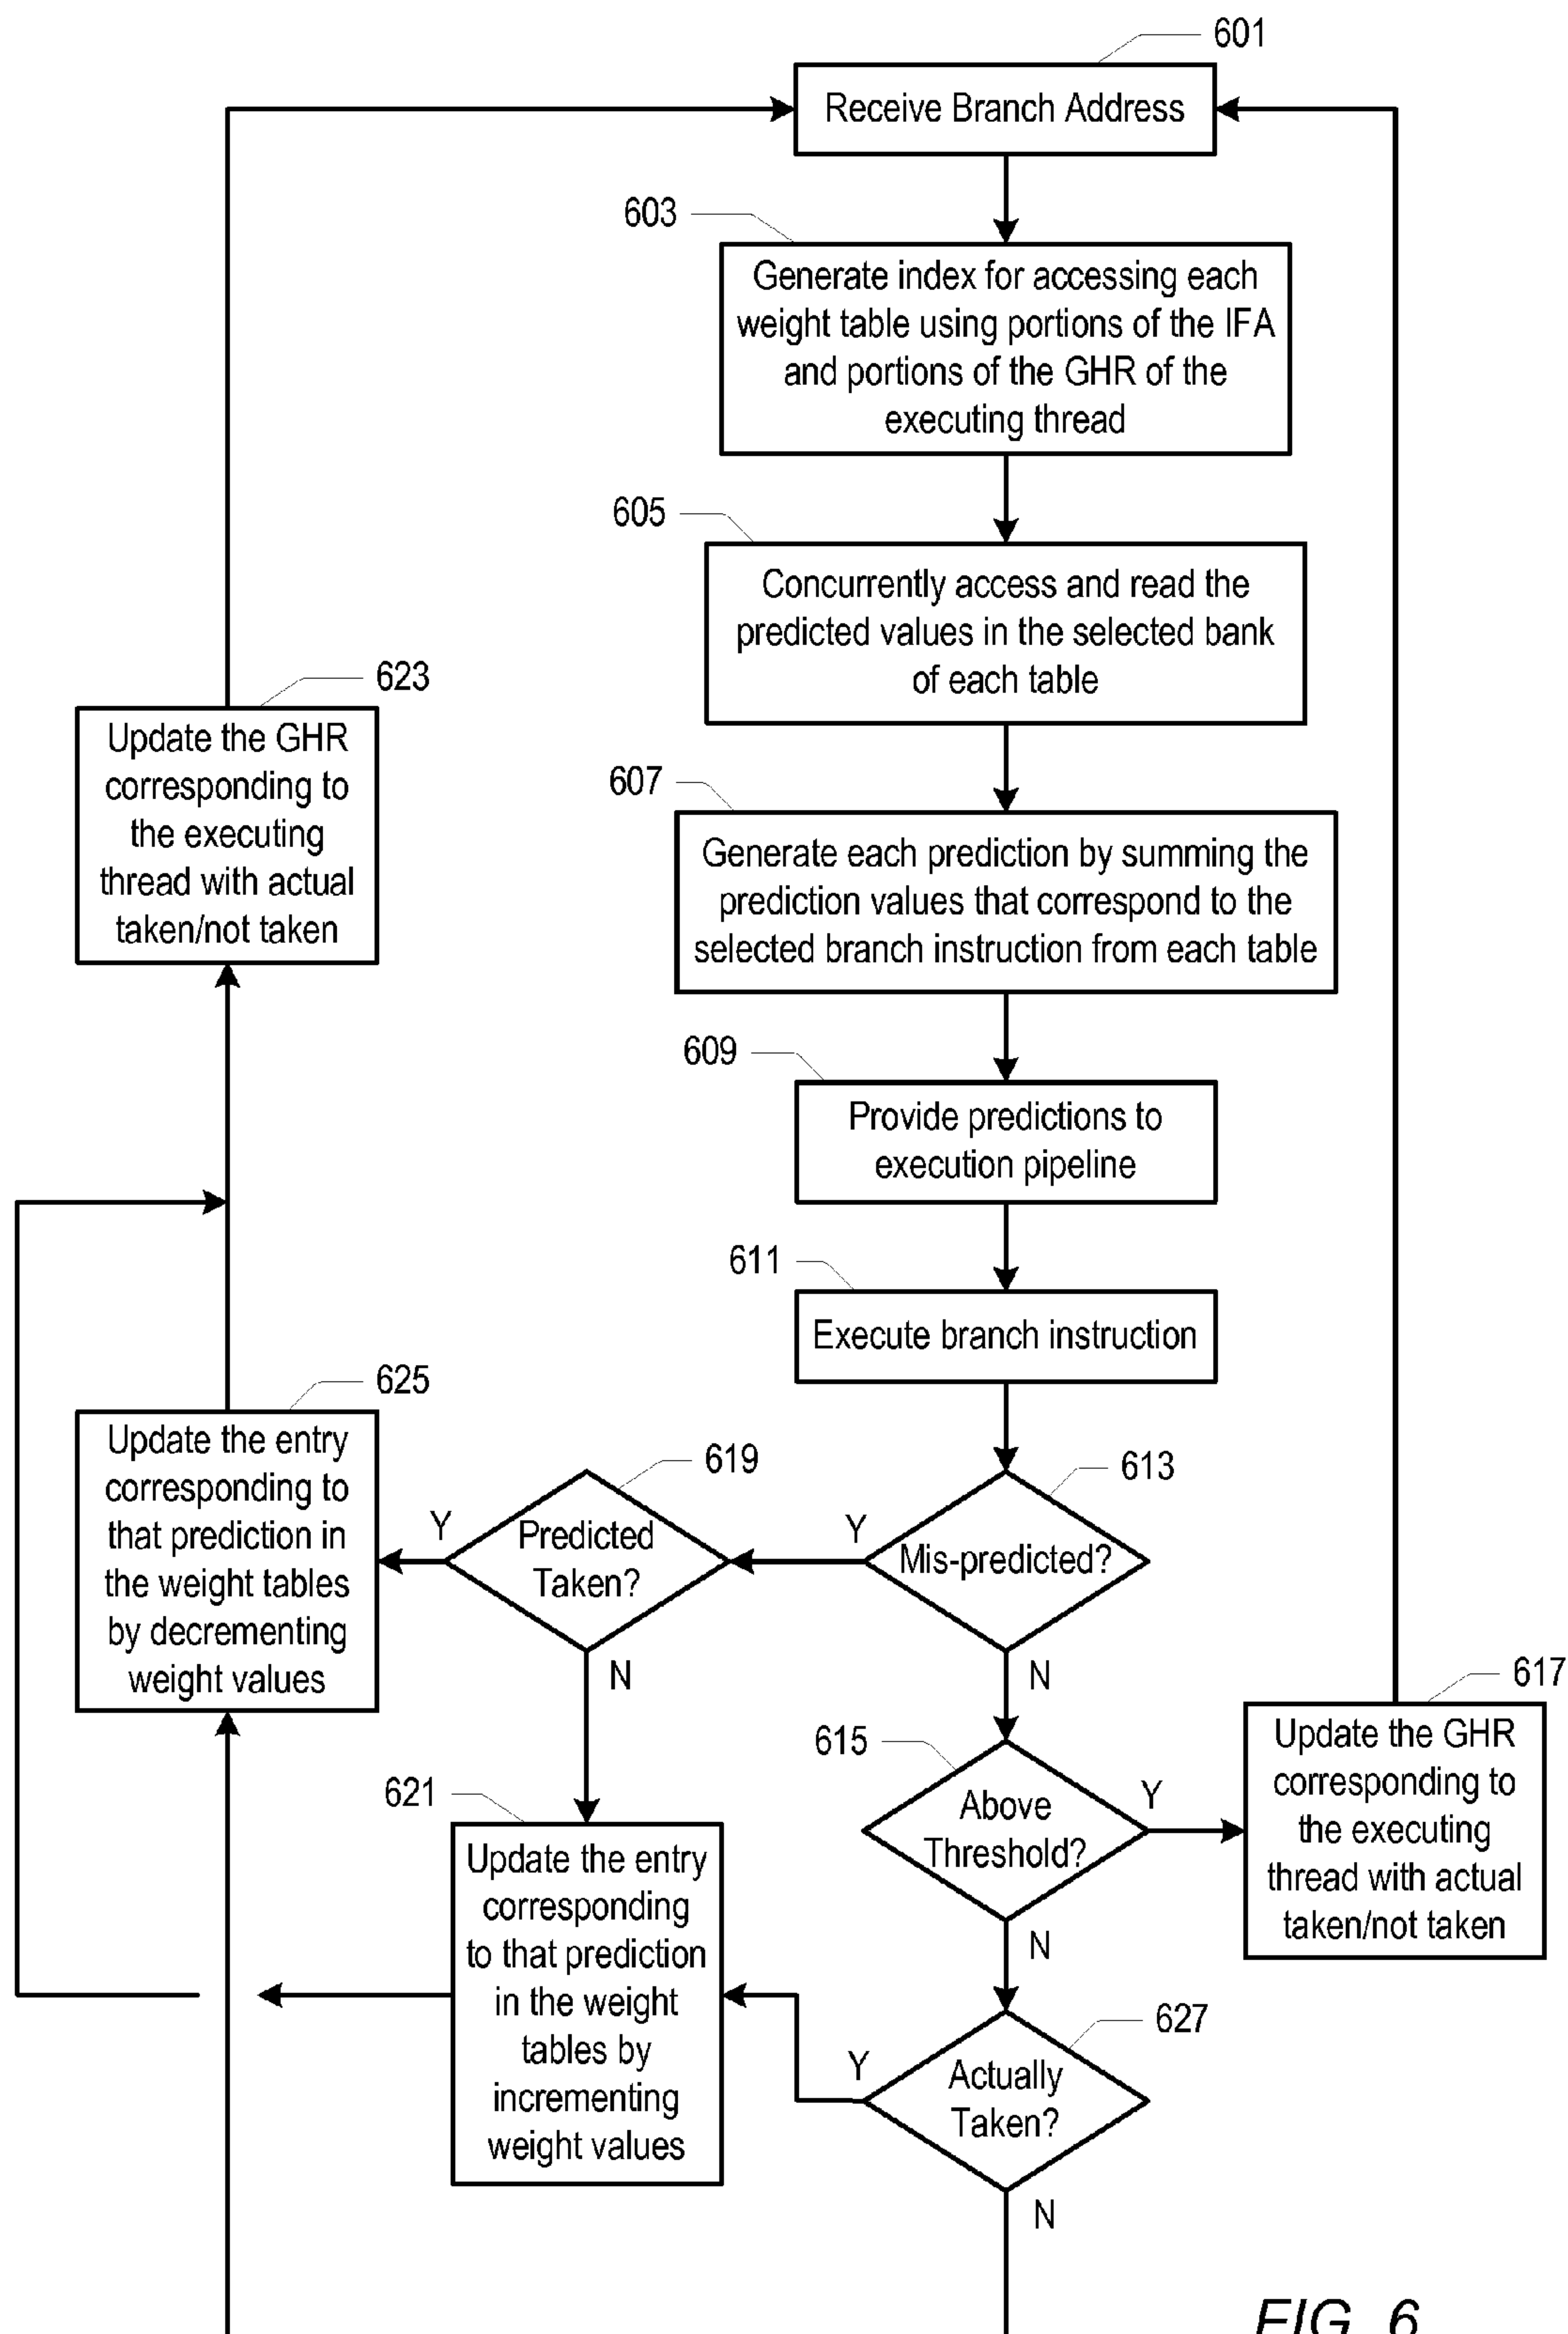 601
Receive Branch Address
603
Generate index for accessing each
weight table using portions of the IFA
and portions of the GHR of the
executing thread
605
Concurrently access and read the
predicted values in the selected bank
of each table
623
Update the GHR
corresponding to
the executing
thread with actual
taken/not taken
607
Generate each prediction by summing the
prediction values that correspond to the
selected branch instruction from each table
609
Provide predictions to
execution pipeline
611
Execute branch instruction
625
Update the entry
corresponding to
that prediction in
the weight tables
by decrementing
weight values
619
Predicted
Taken?
Y
N
613
Mis-predicted?
Y
N
617
Update the GHR
corresponding to
the executing
thread with actual
taken/not taken
615
Above
Threshold?
Y
N
621
Update the entry
corresponding
to that prediction
in the weight
tables by
incrementing
weight values
627
Actually
Taken?
Y
N
FIG. 6